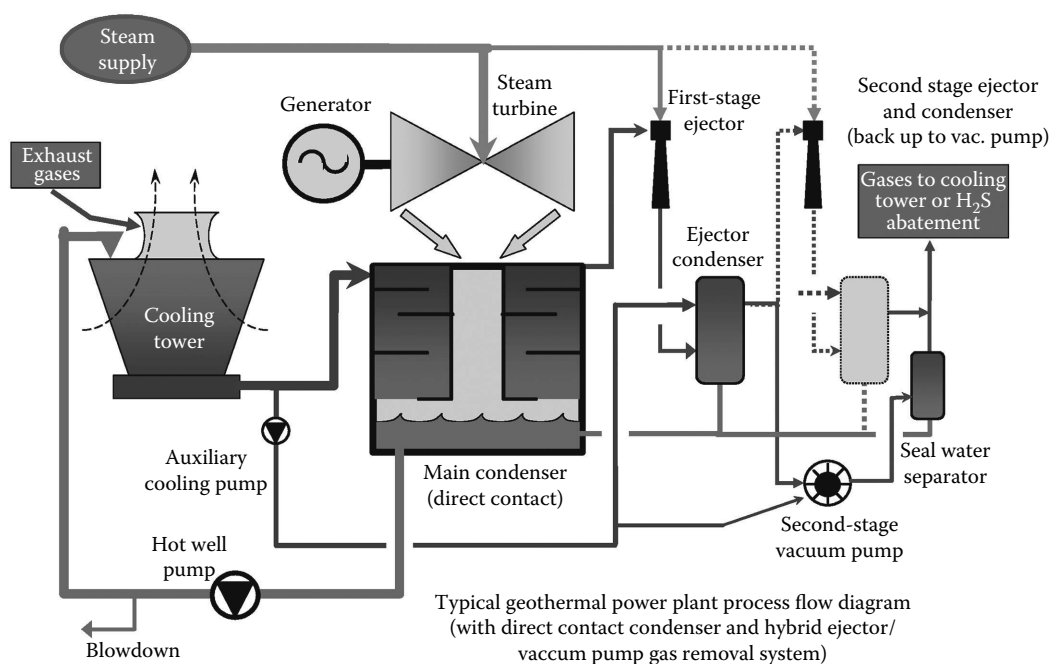 Steam
supply
Steam
turbine
Generator
First-stage
ejector
Second stage ejector
and condenser
(back up to vac. pump)
Exhaust
gases
Gases to cooling
tower or H₂S
abatement
Ejector
condenser
Cooling
tower
Auxiliary
cooling pump
Main condenser
(direct contact)
Seal water
separator
Second-stage
vacuum pump
Hot well
pump
Blowdown
Typical geothermal power plant process flow diagram
(with direct contact condenser and hybrid ejector/
vaccum pump gas removal system)